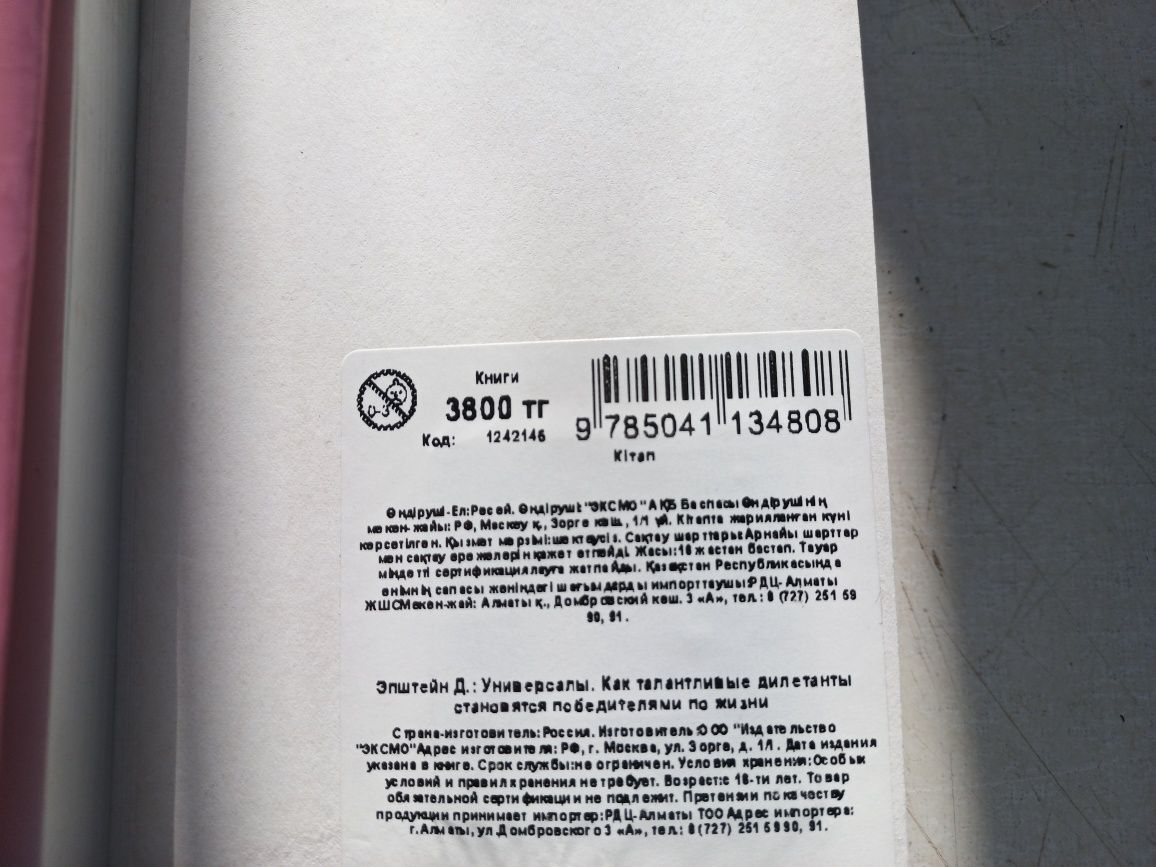 0-3
Книги
3800 тг
Код: 1242146
9 785041 134808
Кітап
Өндіруші-Ел:Ресей. Өндіруші:"ЭКСМО"АҚБ Баспасы Өндірушінің
мекен-жайы: РФ, Мәскеу қ., Зорге көш., 1/1 үй. Кітапта жарияланған күні
көрсетілген. Қызмет мерзімі:шектеусіз. Сақтау шарттары:Арнайы шарттар
мен сақтау ережелерін қажет етпейді. Жасы:16 жастан бастап. Тауар
міндетті сертификациялауға жатпайды. Қазақстан Республикасында
өнімнің сапасы жөніндегі шағымдарды импорттаушы:РДЦ-Алматы
ЖШСМекен-жай: Алматы қ., Домбровский көш. 3 «А», тел.: 8 (727) 251 59
90, 91.
Эпштейн Д.: Универсалы. Как талантливые дилетанты
становятся победителями по жизни
Страна-изготовитель:Россия. Изготовитель:ООО "Издательство
"ЭКСМО"Адрес изготовителя: РФ, г. Москва, ул. Зорге, д. 1/1. Дата издания
указана в книге. Срок службы:не ограничен. Условия хранения:Особых
условий и правил хранения не требует. Возраст:с 16-ти лет. Товар
обязательной сертификации не подлежит. Претензии по качеству
продукции принимает импортер:РДЦ-Алматы ТОО Адрес импортера:
г.Алматы, ул.Домбровского 3 «А», тел.: 8 (727) 251 59 90, 91.